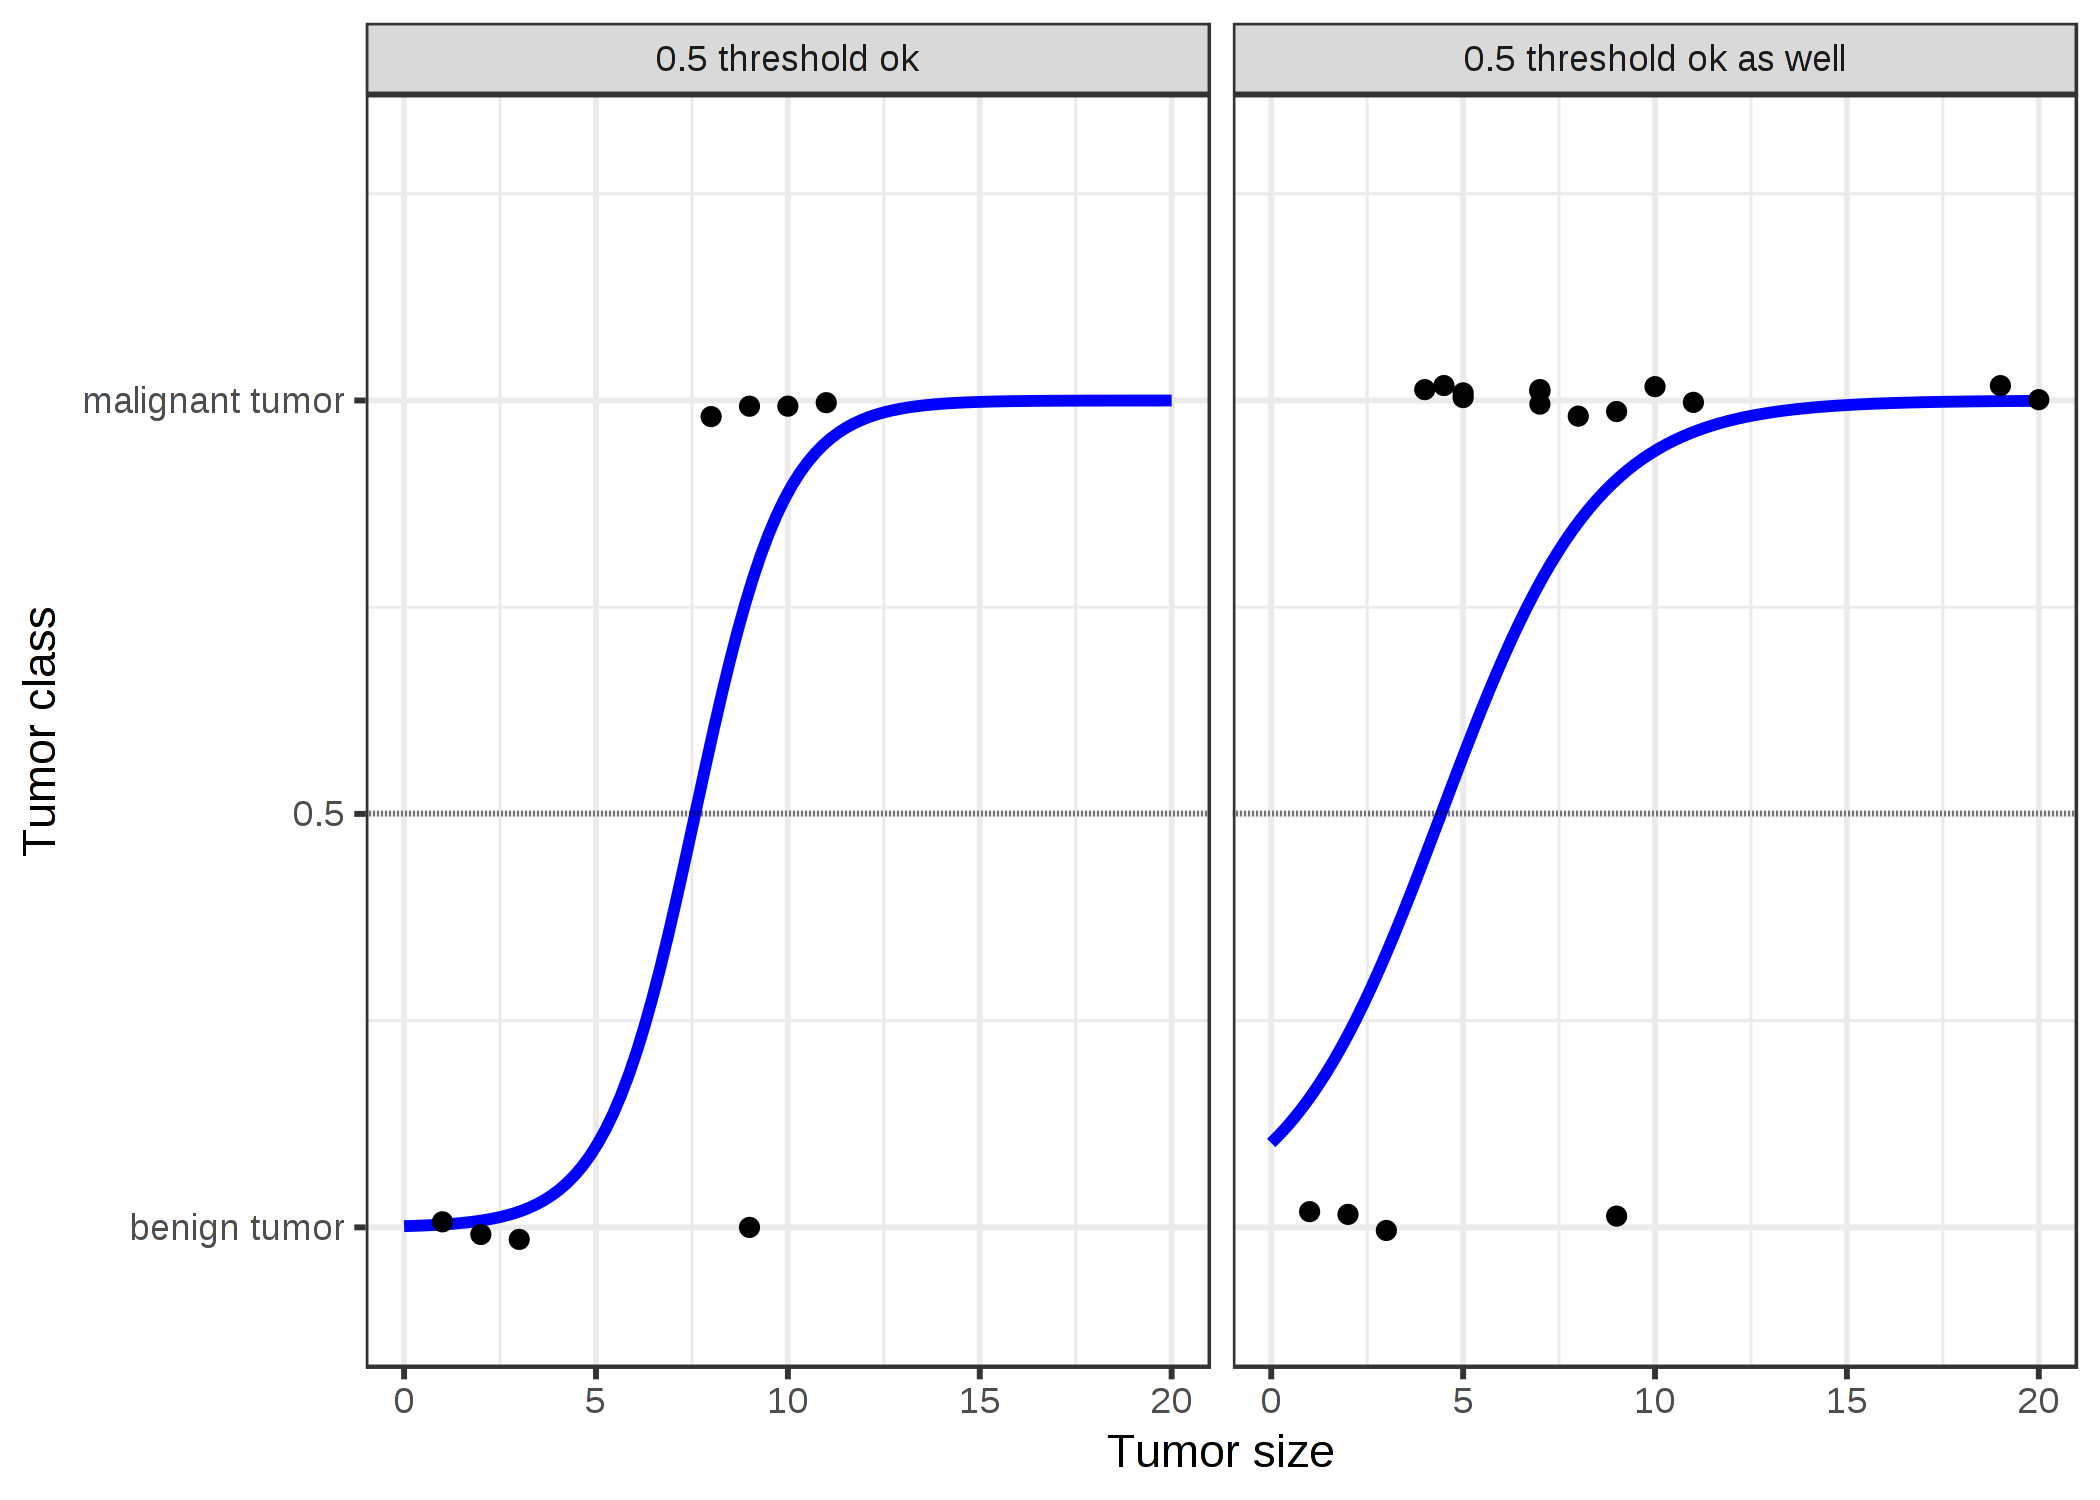 0.5 threshold ok
0.5 threshold ok as well
malignant tumor
0.5
benign tumor
Tumor class
0 5 10 15 20
0 5 10 15 20
Tumor size